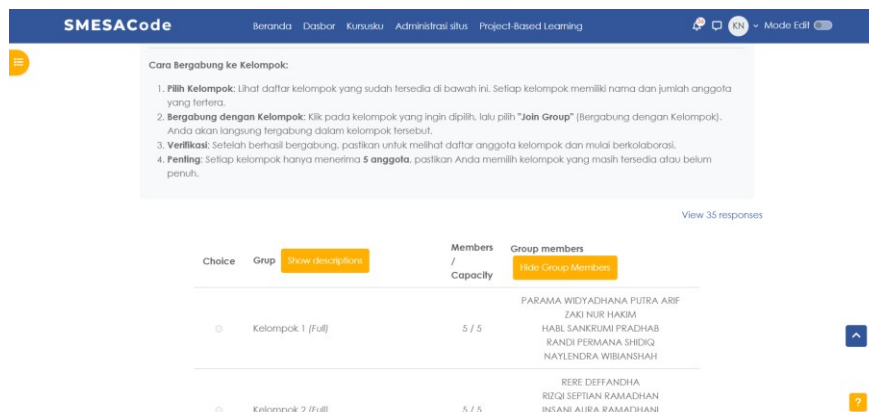 SMESACode
Beranda Dasbor Kursusku Administrasi situs Project-Based Learning
KN
Mode Edit
Cara Bergabung ke Kelompok:
1. Pilih Kelompok: Lihat daftar kelompok yang sudah tersedia di bawah ini. Setiap kelompok memiliki nama dan jumlah anggota
yang tertera.
2. Bergabung dengan Kelompok: Klik pada kelompok yang ingin dipilih, lalu pilih "Join Group" (Bergabung dengan Kelompok).
Anda akan langsung tergabung dalam kelompok tersebut.
3. Verifikasi: Setelah berhasil bergabung, pastikan untuk melihat daftar anggota kelompok dan mulai berkolaborasi.
4. Penting: Setiap kelompok hanya menerima 5 anggota, pastikan Anda memilih kelompok yang masih tersedia atau belum
penuh.
View 35 responses
Choice
Grup
Show descriptions
Members
/
Capacity
Group members
Hide Group Members
Kelompok 1 (Full)
5 / 5
PARAMA WIDYADHANA PUTRA ARIF
ZAKI NUR HAKIM
HABL SANKRUMI PRADHAB
RANDI PERMANA SHIDIQ
NAYLENDRA WIBIANSHAH
Kelompok 2 (Full)
5 / 5
RERE DEFFANDHA
RIZQI SEPTIAN RAMADHAN
INSANI AURA RAMADHANI
?